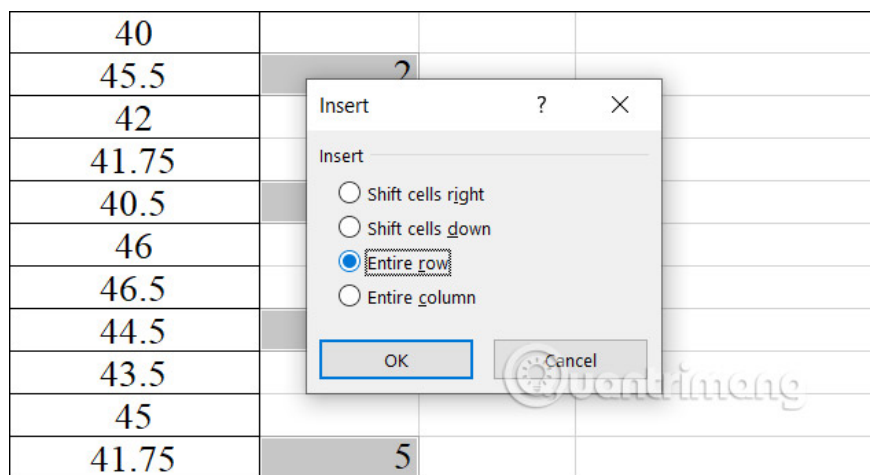 40
45.5 2
42
41.75
40.5
46
46.5
44.5
43.5
45
41.75 5
Insert ?
Insert
Shift cells right
Shift cells down
Entire row
Entire column
OK Cancel
Quantrimang